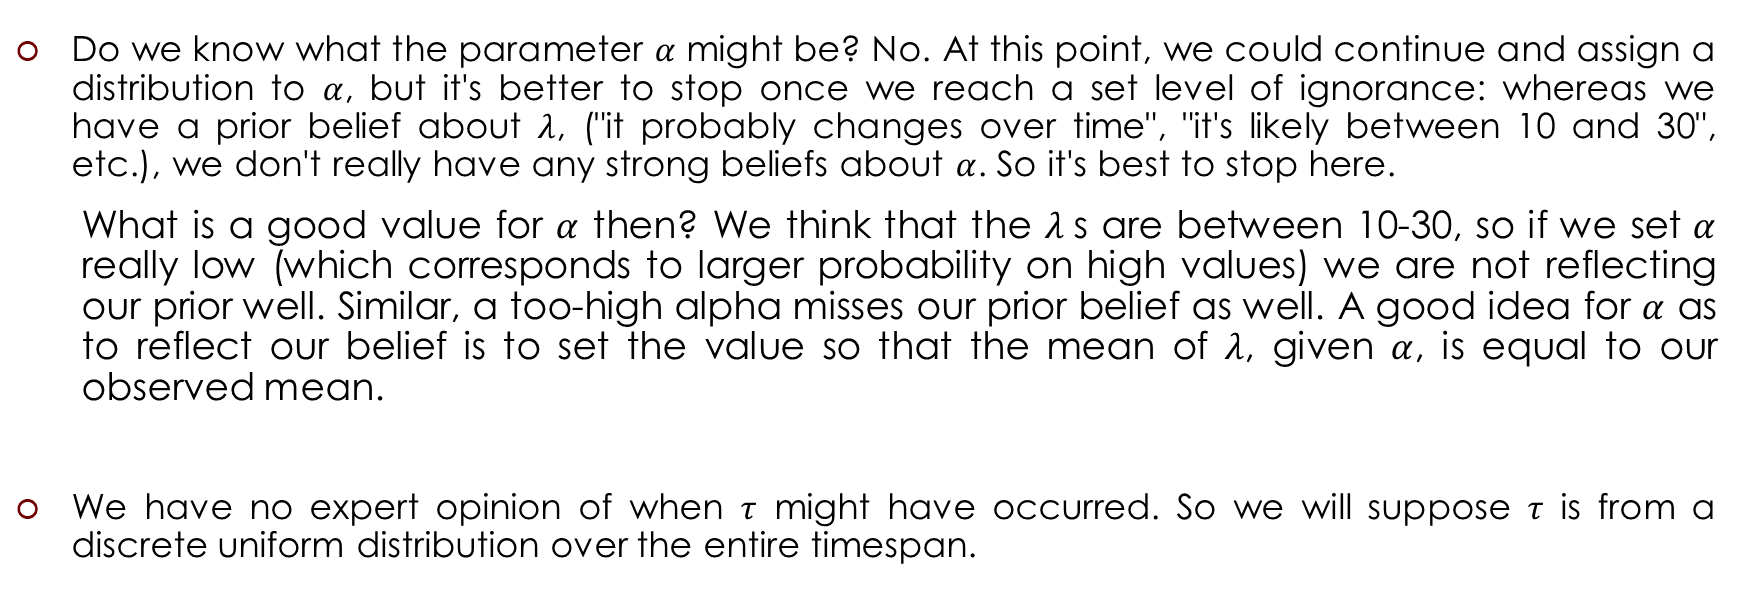 Do we know what the parameter α might be? No. At this point, we could continue and assign a
distribution to α, but it's better to stop once we reach a set level of ignorance: whereas we
have a prior belief about λ, ("it probably changes over time", "it's likely between 10 and 30",
etc.), we don't really have any strong beliefs about α. So it's best to stop here.
What is a good value for α then? We think that the λ s are between 10-30, so if we set α
really low (which corresponds to larger probability on high values) we are not reflecting
our prior well. Similar, a too-high alpha misses our prior belief as well. A good idea for α as
to reflect our belief is to set the value so that the mean of λ, given α, is equal to our
observed mean.
We have no expert opinion of when τ might have occurred. So we will suppose τ is from a
discrete uniform distribution over the entire timespan.